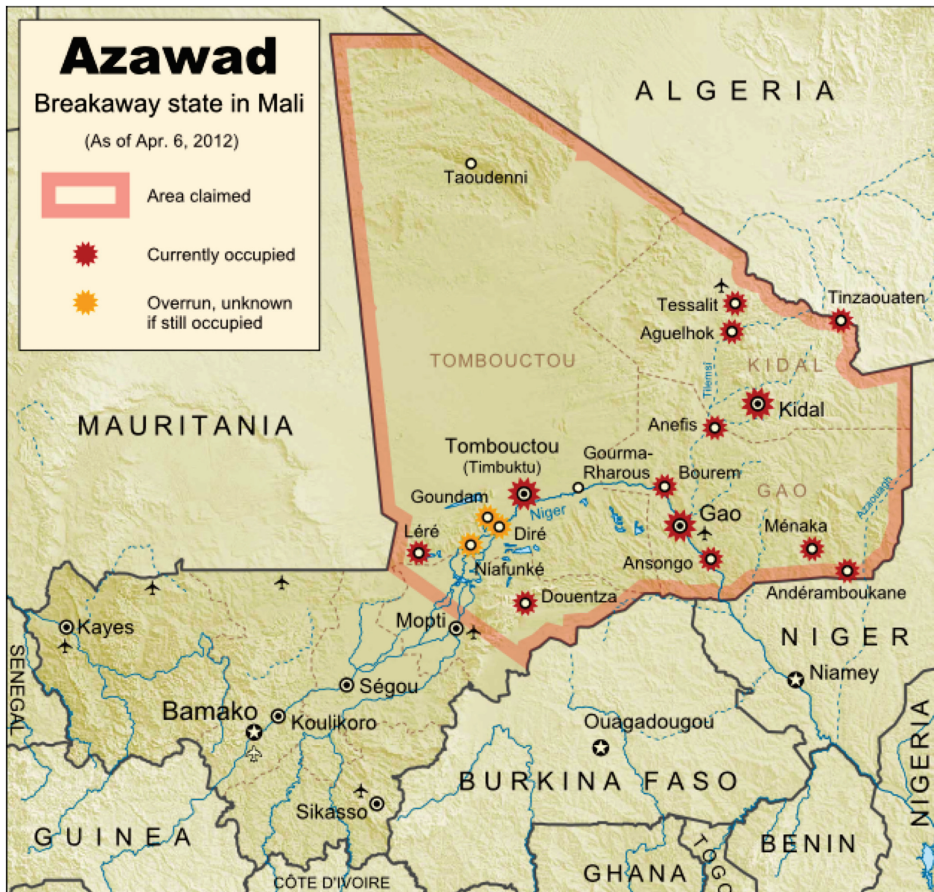 Azawad
Breakaway state in Mali
(As of Apr. 6, 2012)
Area claimed
Currently occupied
Overrun, unknown
if still occupied
ALGERIA
Taoudenni
Tessalit
Tinzaouaten
Aguelhok
TOMBOUCTOU
KIDAL
Tilemsi
MAURITANIA
Kidal
Anefis
Tombouctou
(Timbuktu)
Gourma-
Rharous
Bourem
GAO
Azaouagh
Goundam
Niger
Gao
Léré
Diré
Ménaka
Niafunké
Ansongo
Andéramboukane
Douentza
Mopti
Kayes
NIGER
SENEGAL
Ségou
Niamey
Bamako
Koulikoro
Ouagadougou
NIGERIA
BURKINA FASO
Sikasso
GUINEA
BENIN
TOGO
GHANA
CÔTE D'IVOIRE